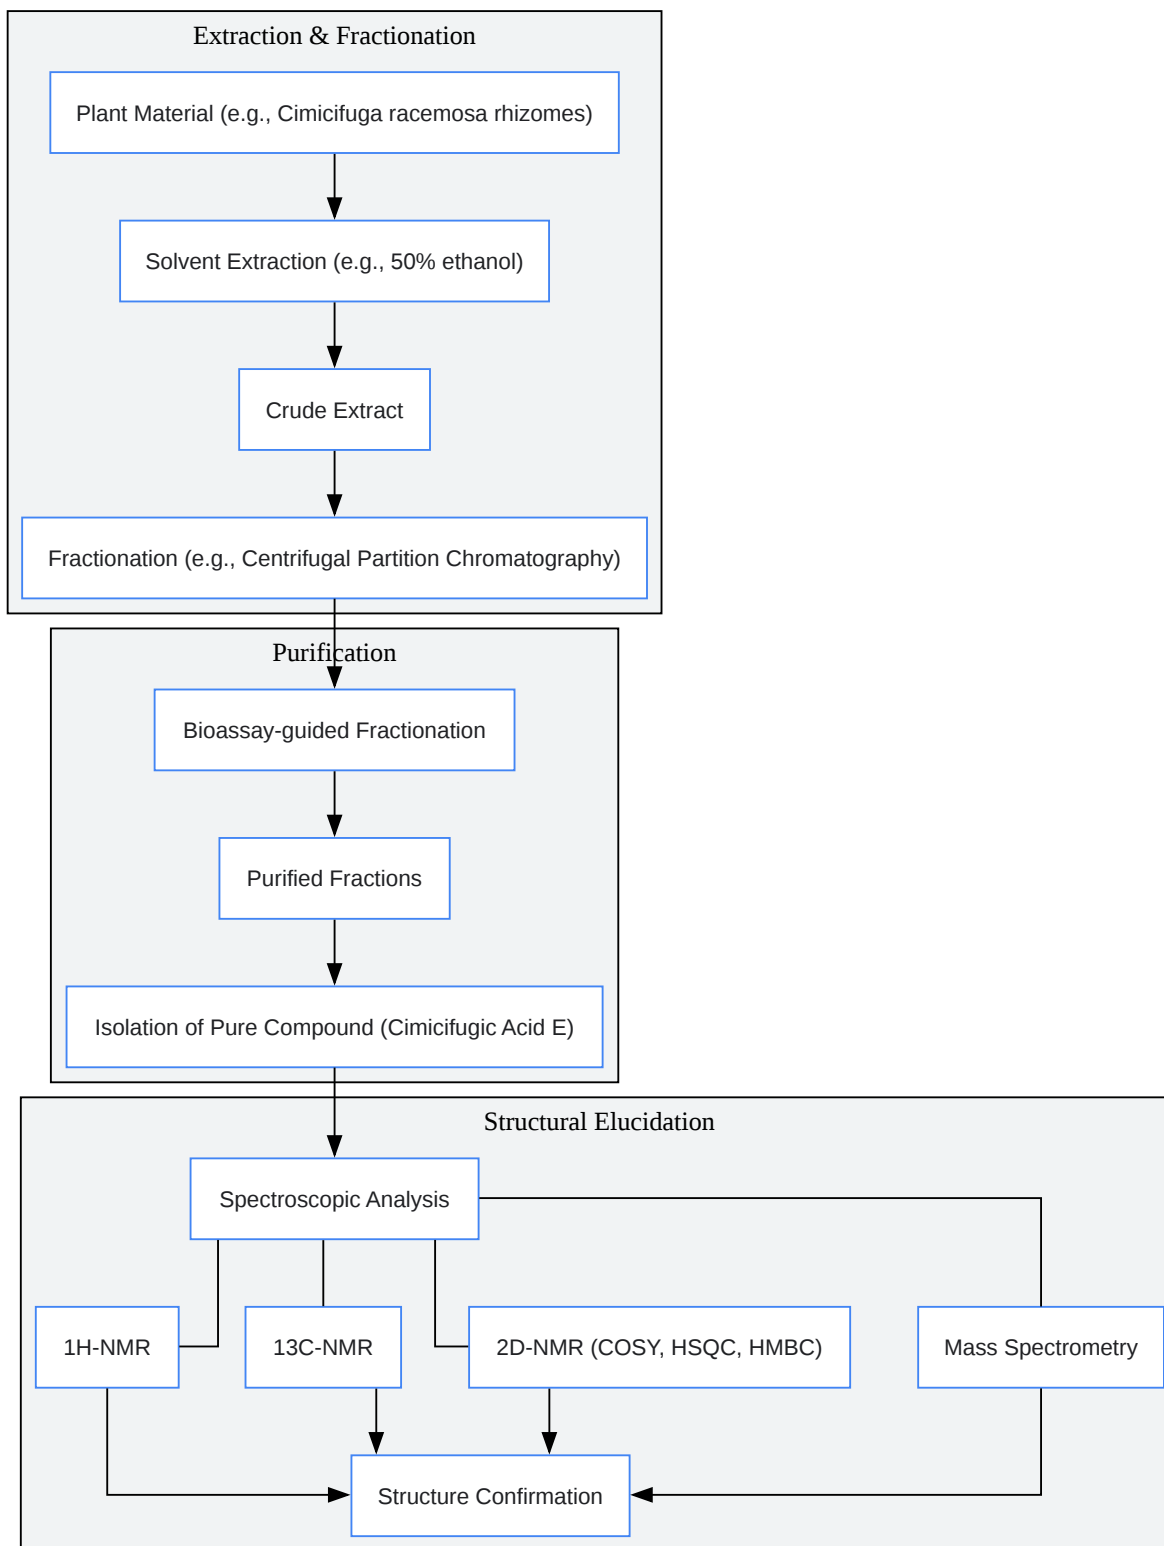 Extraction & Fractionation
Plant Material (e.g., Cimicifuga racemosa rhizomes)
Solvent Extraction (e.g., 50% ethanol)
Crude Extract
Fractionation (e.g., Centrifugal Partition Chromatography)
Purification
Bioassay-guided Fractionation
Purified Fractions
Isolation of Pure Compound (Cimicifugic Acid E)
Structural Elucidation
Spectroscopic Analysis
1H-NMR
13C-NMR
2D-NMR (COSY, HSQC, HMBC)
Mass Spectrometry
Structure Confirmation